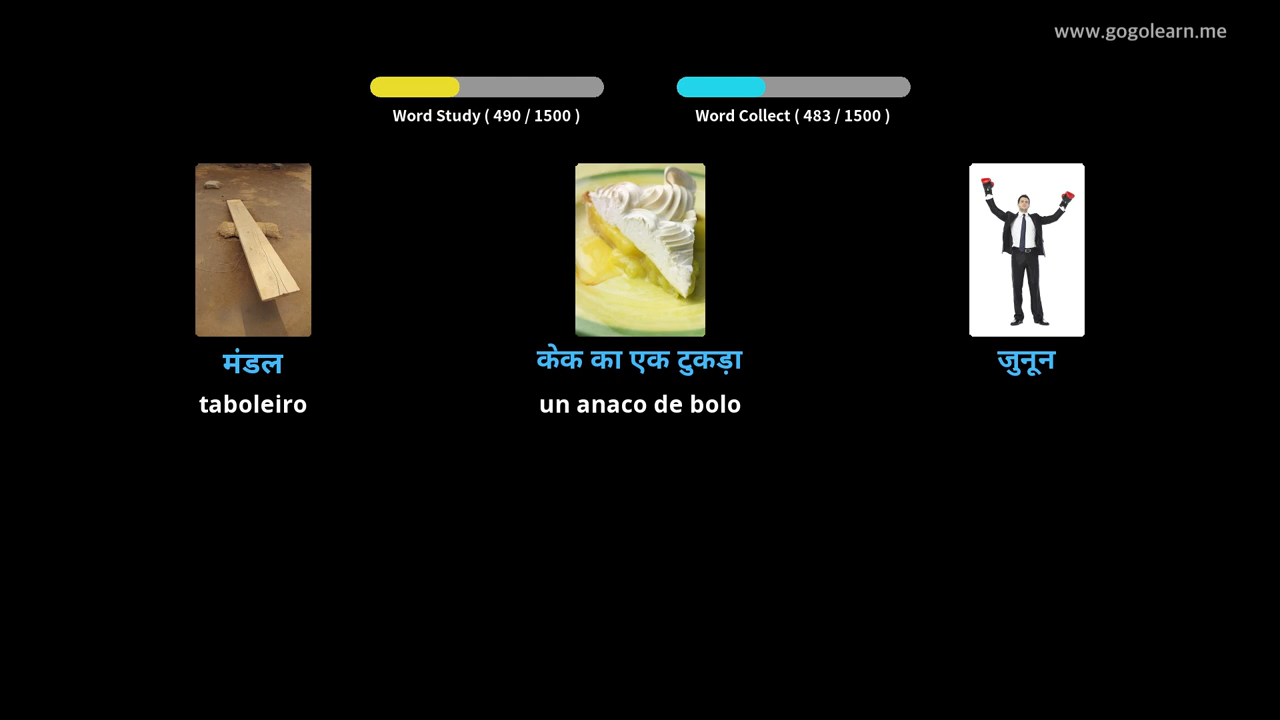 www.gogolearn.me
Word Study ( 490 / 1500 )
Word Collect ( 483 / 1500 )
मंडल
केक का एक टुकड़ा
जुनून
taboleiro
un anaco de bolo